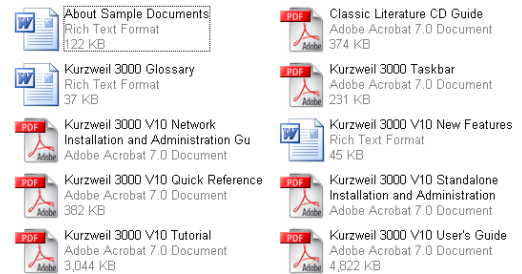 About Sample Documents
Rich Text Format
122 KB
Classic Literature CD Guide
Adobe Acrobat 7.0 Document
374 KB
Kurzweil 3000 Glossary
Rich Text Format
37 KB
Kurzweil 3000 Taskbar
Adobe Acrobat 7.0 Document
231 KB
Kurzweil 3000 V10 Network
Installation and Administration Gu
Adobe Acrobat 7.0 Document
Kurzweil 3000 V10 New Features
Rich Text Format
45 KB
Kurzweil 3000 V10 Quick Reference
Adobe Acrobat 7.0 Document
382 KB
Kurzweil 3000 V10 Standalone
Installation and Administration
Adobe Acrobat 7.0 Document
Kurzweil 3000 V10 Tutorial
Adobe Acrobat 7.0 Document
3,044 KB
Kurzweil 3000 V10 User's Guide
Adobe Acrobat 7.0 Document
4,822 KB